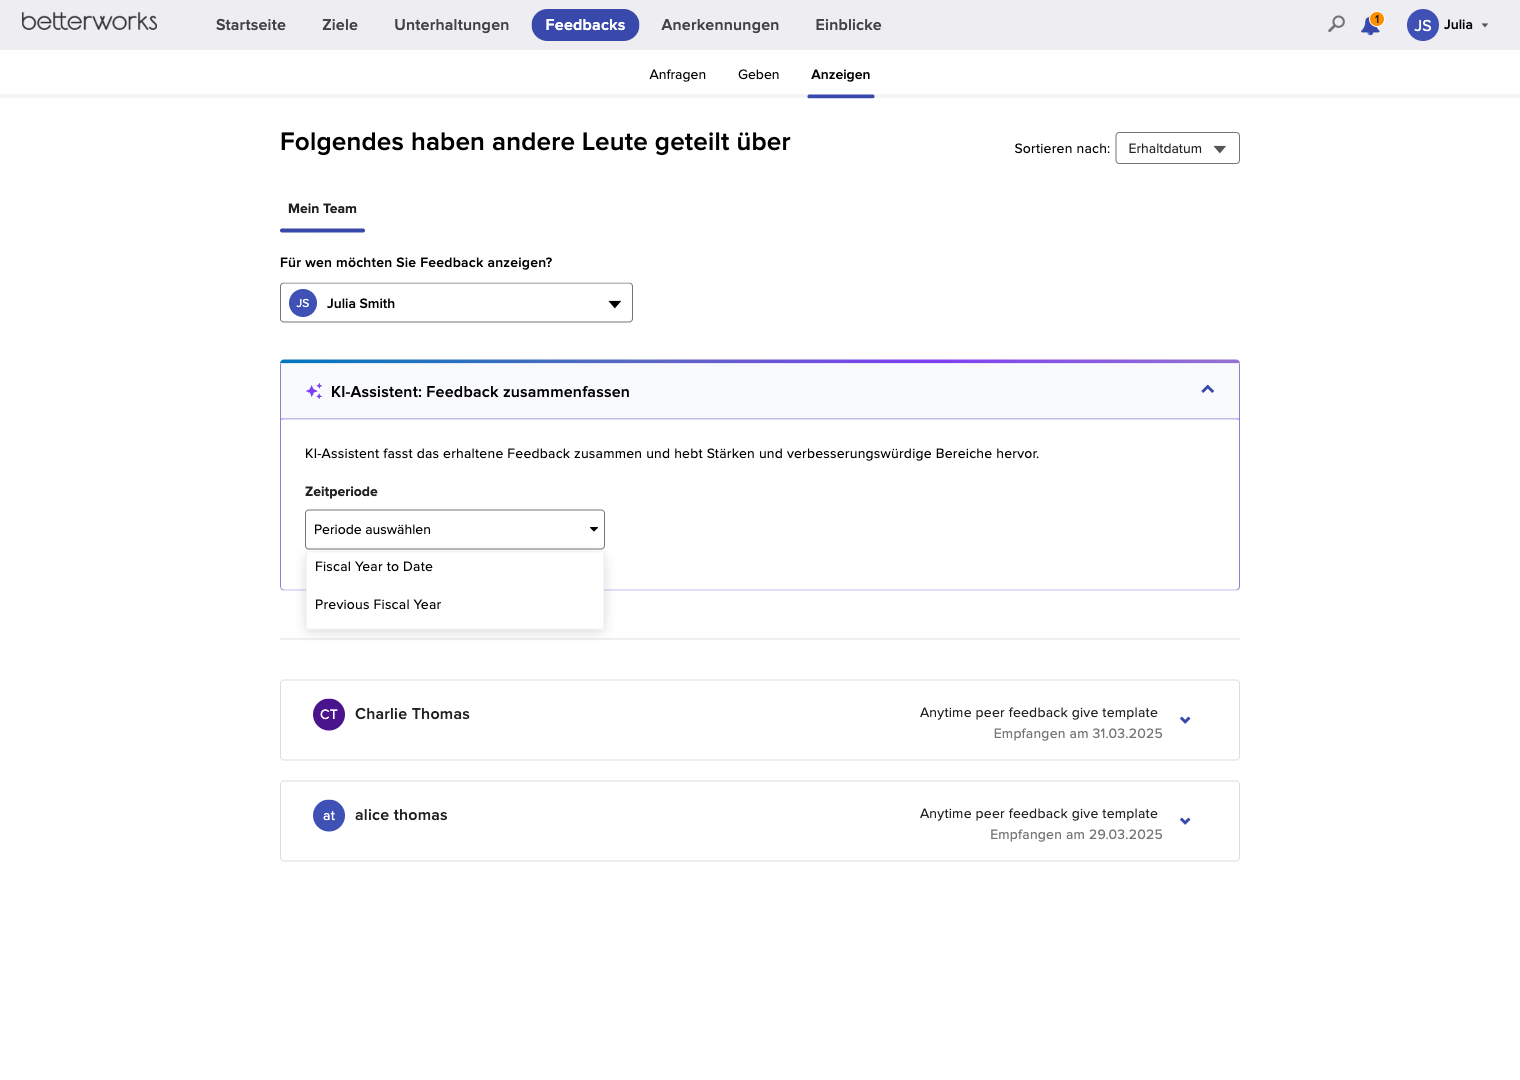 betterworks
Startseite Ziele Unterhaltungen Feedbacks Anerkennungen Einblicke 1 JS Julia
Anfragen Geben Anzeigen
Folgendes haben andere Leute geteilt über
Sortieren nach: Erhaltdatum
Mein Team
Für wen möchten Sie Feedback anzeigen?
JS Julia Smith
KI-Assistent: Feedback zusammenfassen
KI-Assistent fasst das erhaltene Feedback zusammen und hebt Stärken und verbesserungswürdige Bereiche hervor.
Zeitperiode
Periode auswählen
Fiscal Year to Date
Previous Fiscal Year
CT Charlie Thomas Anytime peer feedback give template
Empfangen am 31.03.2025
at alice thomas Anytime peer feedback give template
Empfangen am 29.03.2025